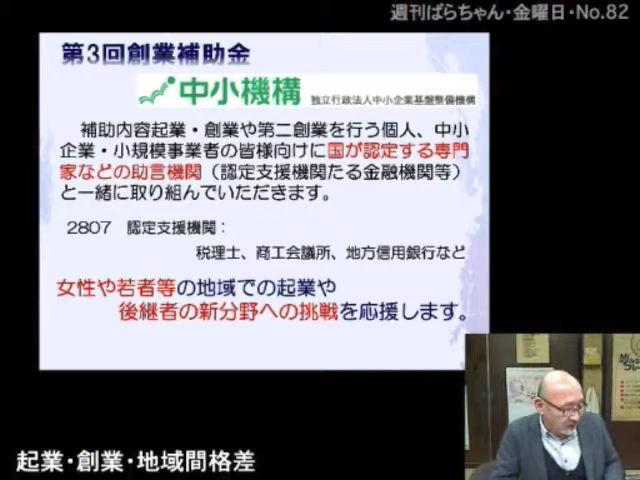 週刊ばらちゃん・金曜日・No.82
第3回創業補助金
中小機構 独立行政法人中小企業基盤整備機構
補助内容起業・創業や第二創業を行う個人、中小
企業・小規模事業者の皆様向けに国が認定する専門
家などの助言機関（認定支援機関たる金融機関等）
と一緒に取り組んでいただきます。
2807 認定支援機関：
税理士、商工会議所、地方信用銀行など
女性や若者等の地域での起業や
後継者の新分野への挑戦を応援します。
起業・創業・地域間格差